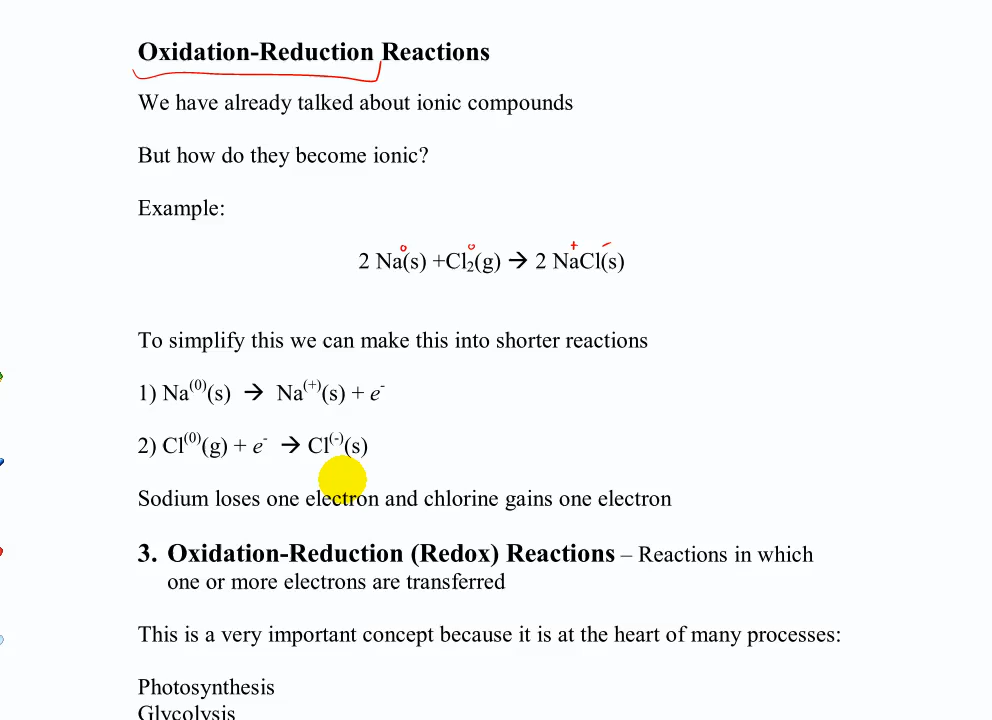 Oxidation-Reduction Reactions
We have already talked about ionic compounds
But how do they become ionic?
Example:
o o + -
2 Na(s) +Cl₂(g) → 2 NaCl(s)
To simplify this we can make this into shorter reactions
1) Na⁽⁰⁾(s) → Na⁽⁺⁾(s) + e⁻
2) Cl⁽⁰⁾(g) + e⁻ → Cl⁽⁻⁾(s)
Sodium loses one electron and chlorine gains one electron
3. Oxidation-Reduction (Redox) Reactions – Reactions in which
one or more electrons are transferred
This is a very important concept because it is at the heart of many processes:
Photosynthesis
Glycolysis